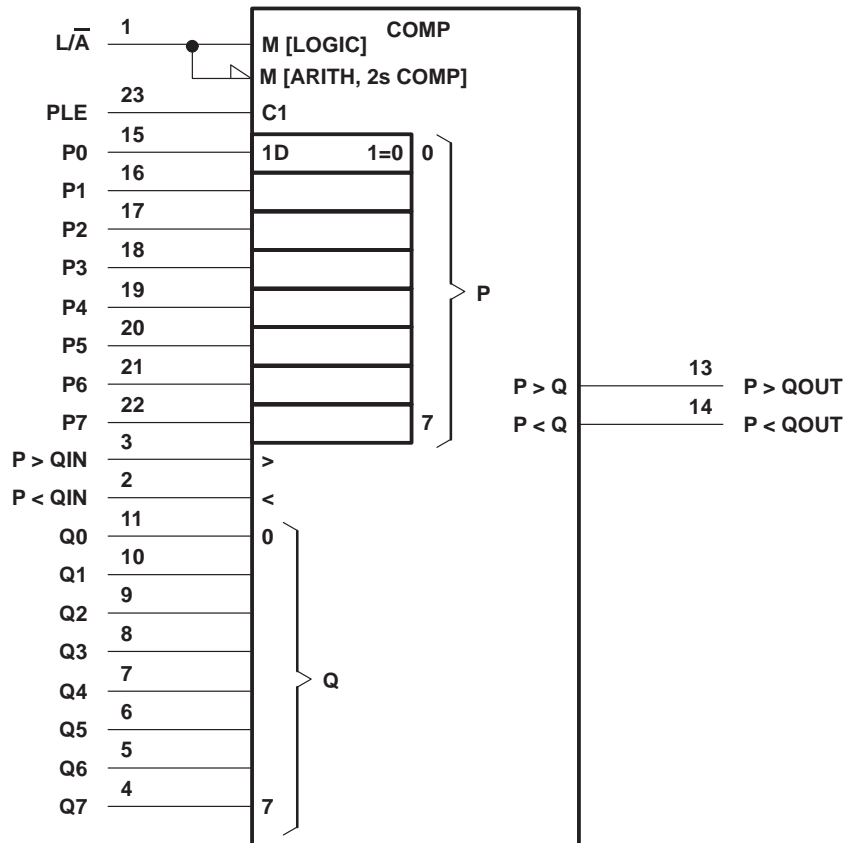 COMP
L/A̅ 1 M [LOGIC]
M [ARITH, 2s COMP]
PLE 23 C1
P0 15 1D 1=0 0
P1 16
P2 17
P3 18
P4 19
P5 20
P6 21
P7 22 7
P
P > QIN 3 >
P < QIN 2 <
P > Q 13 P > QOUT
P < Q 14 P < QOUT
Q0 11 0
Q1 10
Q2 9
Q3 8
Q4 7
Q5 6
Q6 5
Q7 4 7
Q